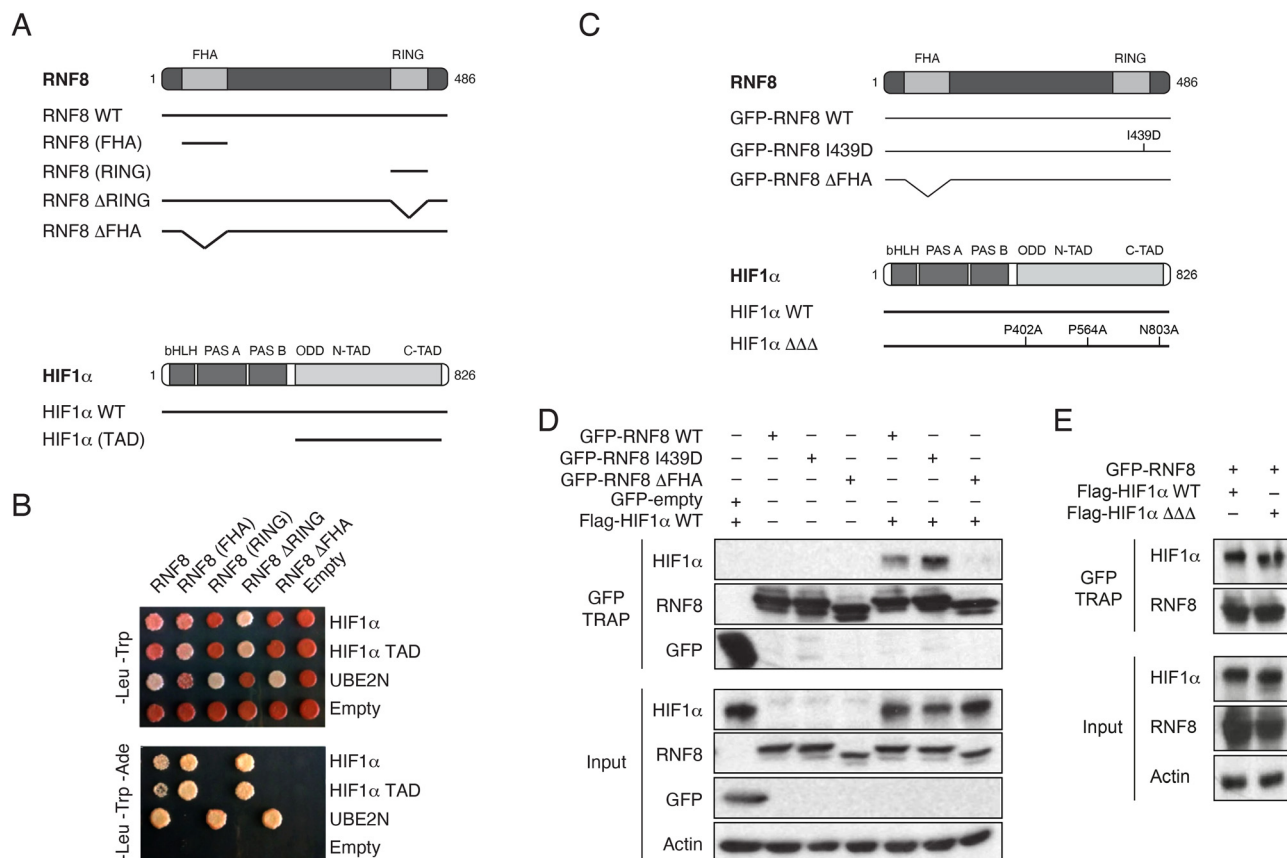 A
FHA RING
RNF8 1 486
RNF8 WT
RNF8 (FHA)
RNF8 (RING)
RNF8 ΔRING
RNF8 ΔFHA
bHLH PAS A PAS B ODD N-TAD C-TAD
HIF1α 1 826
HIF1α WT
HIF1α (TAD)
B
RNF8
RNF8 (FHA)
RNF8 (RING)
RNF8 ΔRING
RNF8 ΔFHA
Empty
-Leu -Trp
HIF1α
HIF1α TAD
UBE2N
Empty
-Leu -Trp -Ade
HIF1α
HIF1α TAD
UBE2N
Empty
C
FHA RING
RNF8 1 486
GFP-RNF8 WT
GFP-RNF8 I439D I439D
GFP-RNF8 ΔFHA
bHLH PAS A PAS B ODD N-TAD C-TAD
HIF1α 1 826
HIF1α WT
HIF1α ΔΔΔ P402A P564A N803A
D
GFP-RNF8 WT – + – – + – –
GFP-RNF8 I439D – – + – – + –
GFP-RNF8 ΔFHA – – – + – – +
GFP-empty + – – – – – –
Flag-HIF1α WT + – – – + + +
GFP TRAP
HIF1α
RNF8
GFP
Input
HIF1α
RNF8
GFP
Actin
E
GFP-RNF8 + +
Flag-HIF1α WT + –
Flag-HIF1α ΔΔΔ – +
GFP TRAP
HIF1α
RNF8
Input
HIF1α
RNF8
Actin